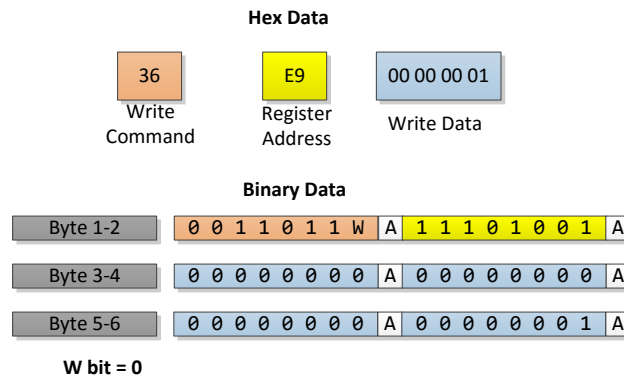 Hex Data
36 E9 00 00 00 01
Write Command Register Address Write Data
Binary Data
Byte 1-2 0 0 1 1 0 1 1 W A 1 1 1 0 1 0 0 1 A
Byte 3-4 0 0 0 0 0 0 0 0 A 0 0 0 0 0 0 0 0 A
Byte 5-6 0 0 0 0 0 0 0 0 A 0 0 0 0 0 0 0 1 A
W bit = 0